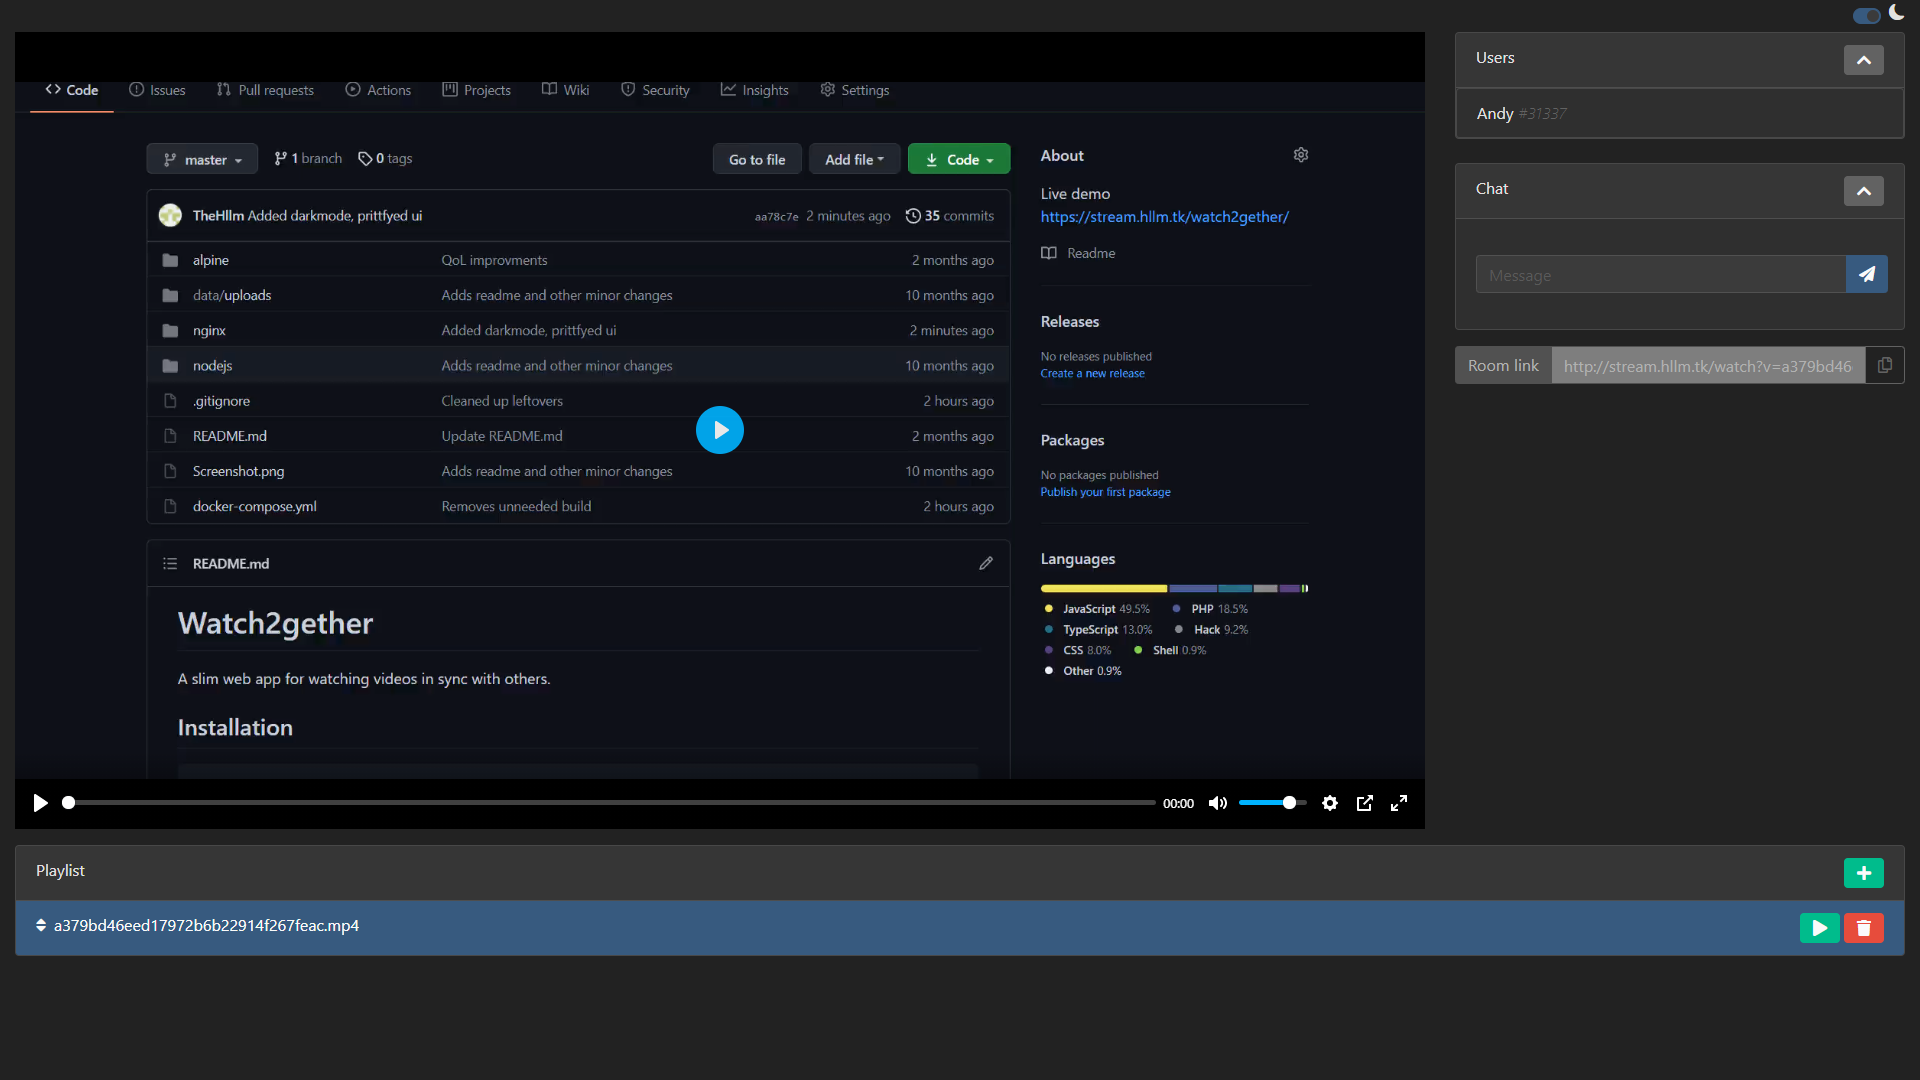 Code Issues Pull requests Actions Projects Wiki Security Insights Settings
master 1 branch 0 tags Go to file Add file Code
TheHllm Added darkmode, prittfyed ui aa78c7e 2 minutes ago 35 commits
alpine QoL improvments 2 months ago
data/uploads Adds readme and other minor changes 10 months ago
nginx Added darkmode, prittfyed ui 2 minutes ago
nodejs Adds readme and other minor changes 10 months ago
.gitignore Cleaned up leftovers 2 hours ago
README.md Update README.md 2 months ago
Screenshot.png Adds readme and other minor changes 10 months ago
docker-compose.yml Removes unneeded build 2 hours ago
README.md
Watch2gether
A slim web app for watching videos in sync with others.
Installation
About
Live demo
https://stream.hllm.tk/watch2gether/
Readme
Releases
No releases published
Create a new release
Packages
No packages published
Publish your first package
Languages
JavaScript 49.5% PHP 18.5%
TypeScript 13.0% Hack 9.2%
CSS 8.0% Shell 0.9%
Other 0.9%
00:00
Users
Andy #31337
Chat
Message
Room link http://stream.hllm.tk/watch?v=a379bd46
Playlist
a379bd46eed17972b6b22914f267feac.mp4